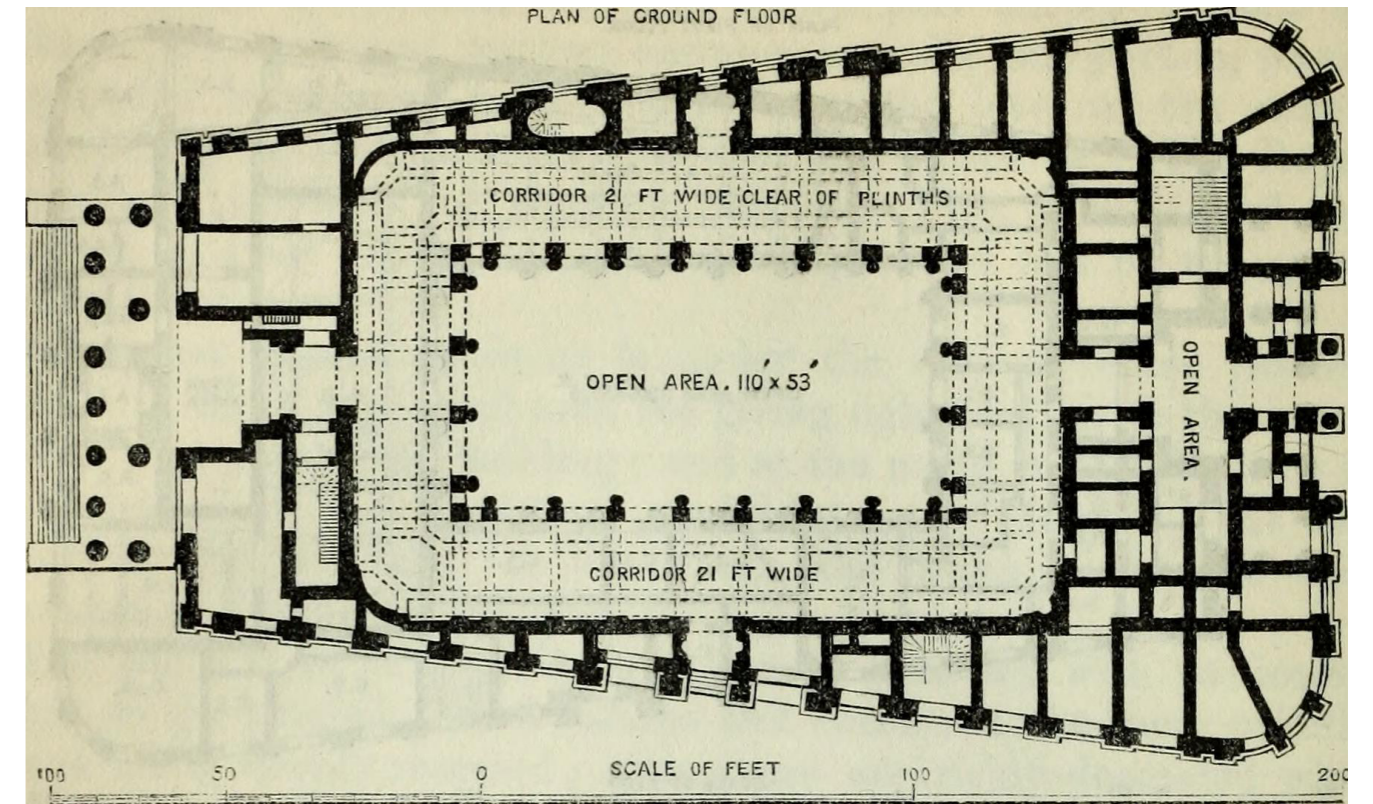 PLAN OF GROUND FLOOR
CORRIDOR 21 FT WIDE CLEAR OF PLINTHS
OPEN AREA. 110' x 53'
OPEN AREA.
CORRIDOR 21 FT WIDE
SCALE OF FEET
100 50 0 100 200